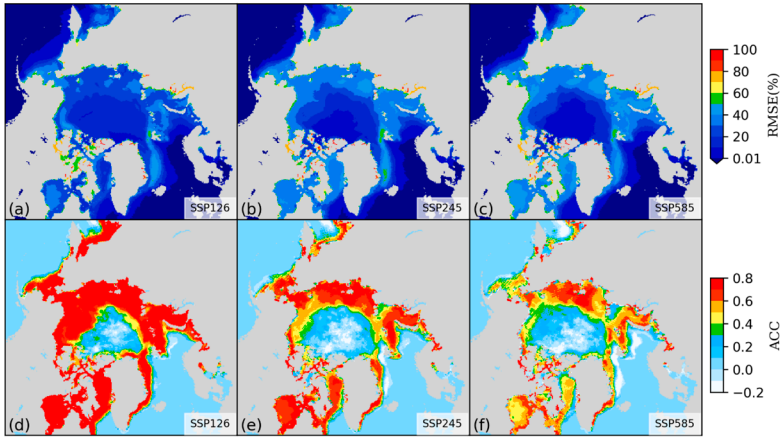 (a)
SSP126
(b)
SSP245
(c)
SSP585
100
80
60
40
20
0.01
RMSE(%)
(d)
SSP126
(e)
SSP245
(f)
SSP585
0.8
0.6
0.4
0.2
0.0
−0.2
ACC